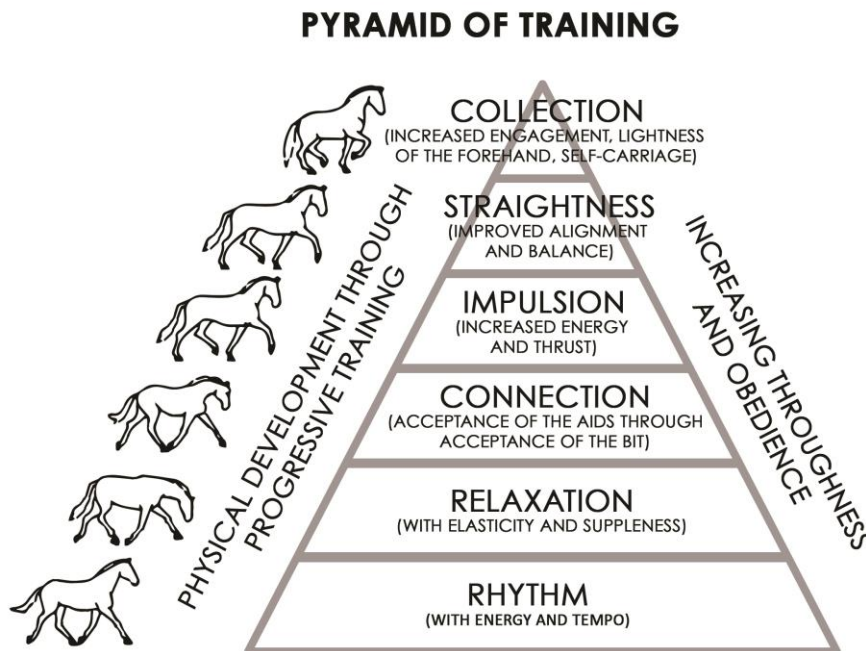 PYRAMID OF TRAINING
COLLECTION
(INCREASED ENGAGEMENT, LIGHTNESS
OF THE FOREHAND, SELF-CARRIAGE)
STRAIGHTNESS
(IMPROVED ALIGNMENT
AND BALANCE)
IMPULSION
(INCREASED ENERGY
AND THRUST)
CONNECTION
(ACCEPTANCE OF THE AIDS THROUGH
ACCEPTANCE OF THE BIT)
RELAXATION
(WITH ELASTICITY AND SUPPLENESS)
RHYTHM
(WITH ENERGY AND TEMPO)
PHYSICAL DEVELOPMENT THROUGH
PROGRESSIVE TRAINING
INCREASING THROUGHNESS
AND OBEDIENCE